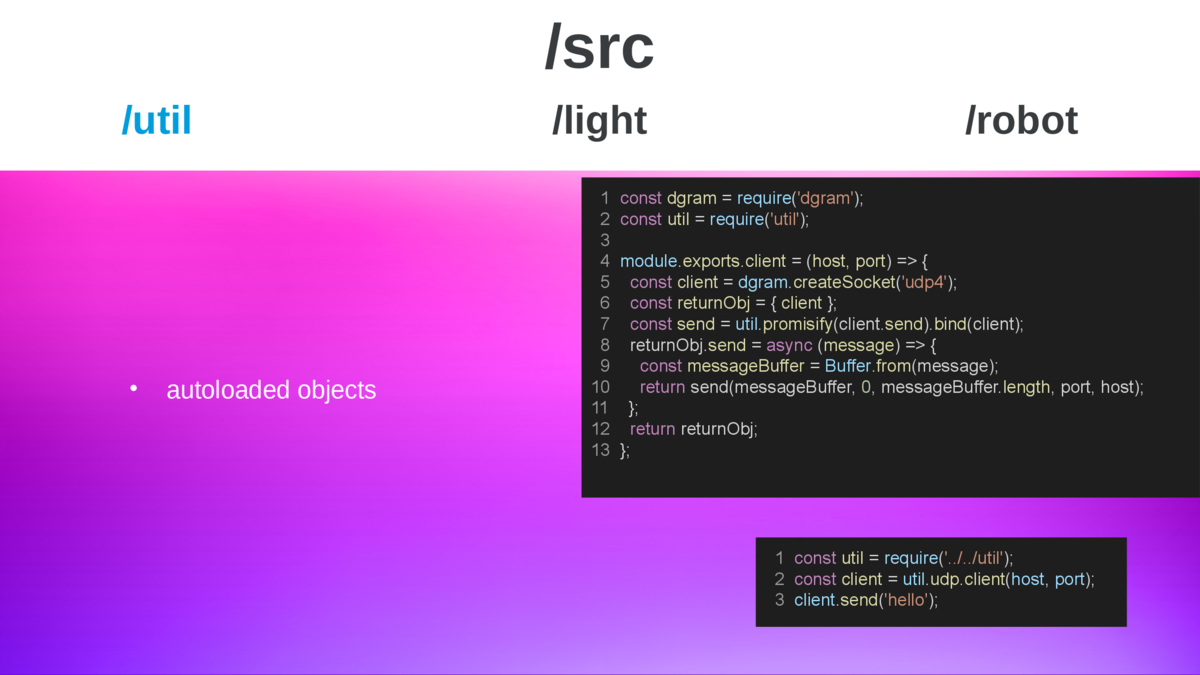 /src
/util /light /robot
• autoloaded objects
1 const dgram = require('dgram');
2 const util = require('util');
3
4 module.exports.client = (host, port) => {
5   const client = dgram.createSocket('udp4');
6   const returnObj = { client };
7   const send = util.promisify(client.send).bind(client);
8   returnObj.send = async (message) => {
9     const messageBuffer = Buffer.from(message);
10     return send(messageBuffer, 0, messageBuffer.length, port, host);
11   };
12   return returnObj;
13 };
1 const util = require('../../util');
2 const client = util.udp.client(host, port);
3 client.send('hello');